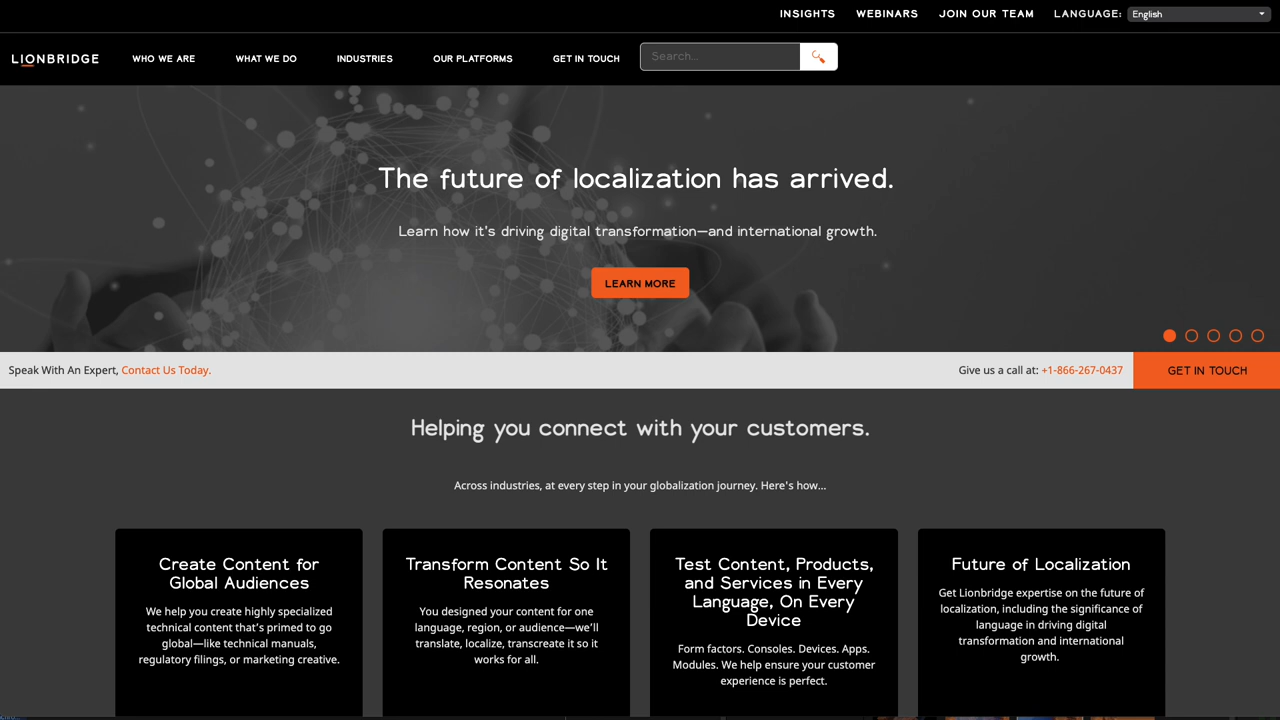 INSIGHTS WEBINARS JOIN OUR TEAM LANGUAGE: English
LIONBRIDGE WHO WE ARE WHAT WE DO INDUSTRIES OUR PLATFORMS GET IN TOUCH Search...
The future of localization has arrived.
Learn how it's driving digital transformation—and international growth.
LEARN MORE
Speak With An Expert, Contact Us Today. Give us a call at: +1-866-267-0437 GET IN TOUCH
Helping you connect with your customers.
Across industries, at every step in your globalization journey. Here's how...
Create Content for
Global Audiences
We help you create highly specialized
technical content that's primed to go
global—like technical manuals,
regulatory filings, or marketing creative.
Transform Content So It
Resonates
You designed your content for one
language, region, or audience—we'll
translate, localize, transcreate it so it
works for all.
Test Content, Products,
and Services in Every
Language, On Every
Device
Form factors. Consoles. Devices. Apps.
Modules. We help ensure your customer
experience is perfect.
Future of Localization
Get Lionbridge expertise on the future of
localization, including the significance of
language in driving digital
transformation and international
growth.